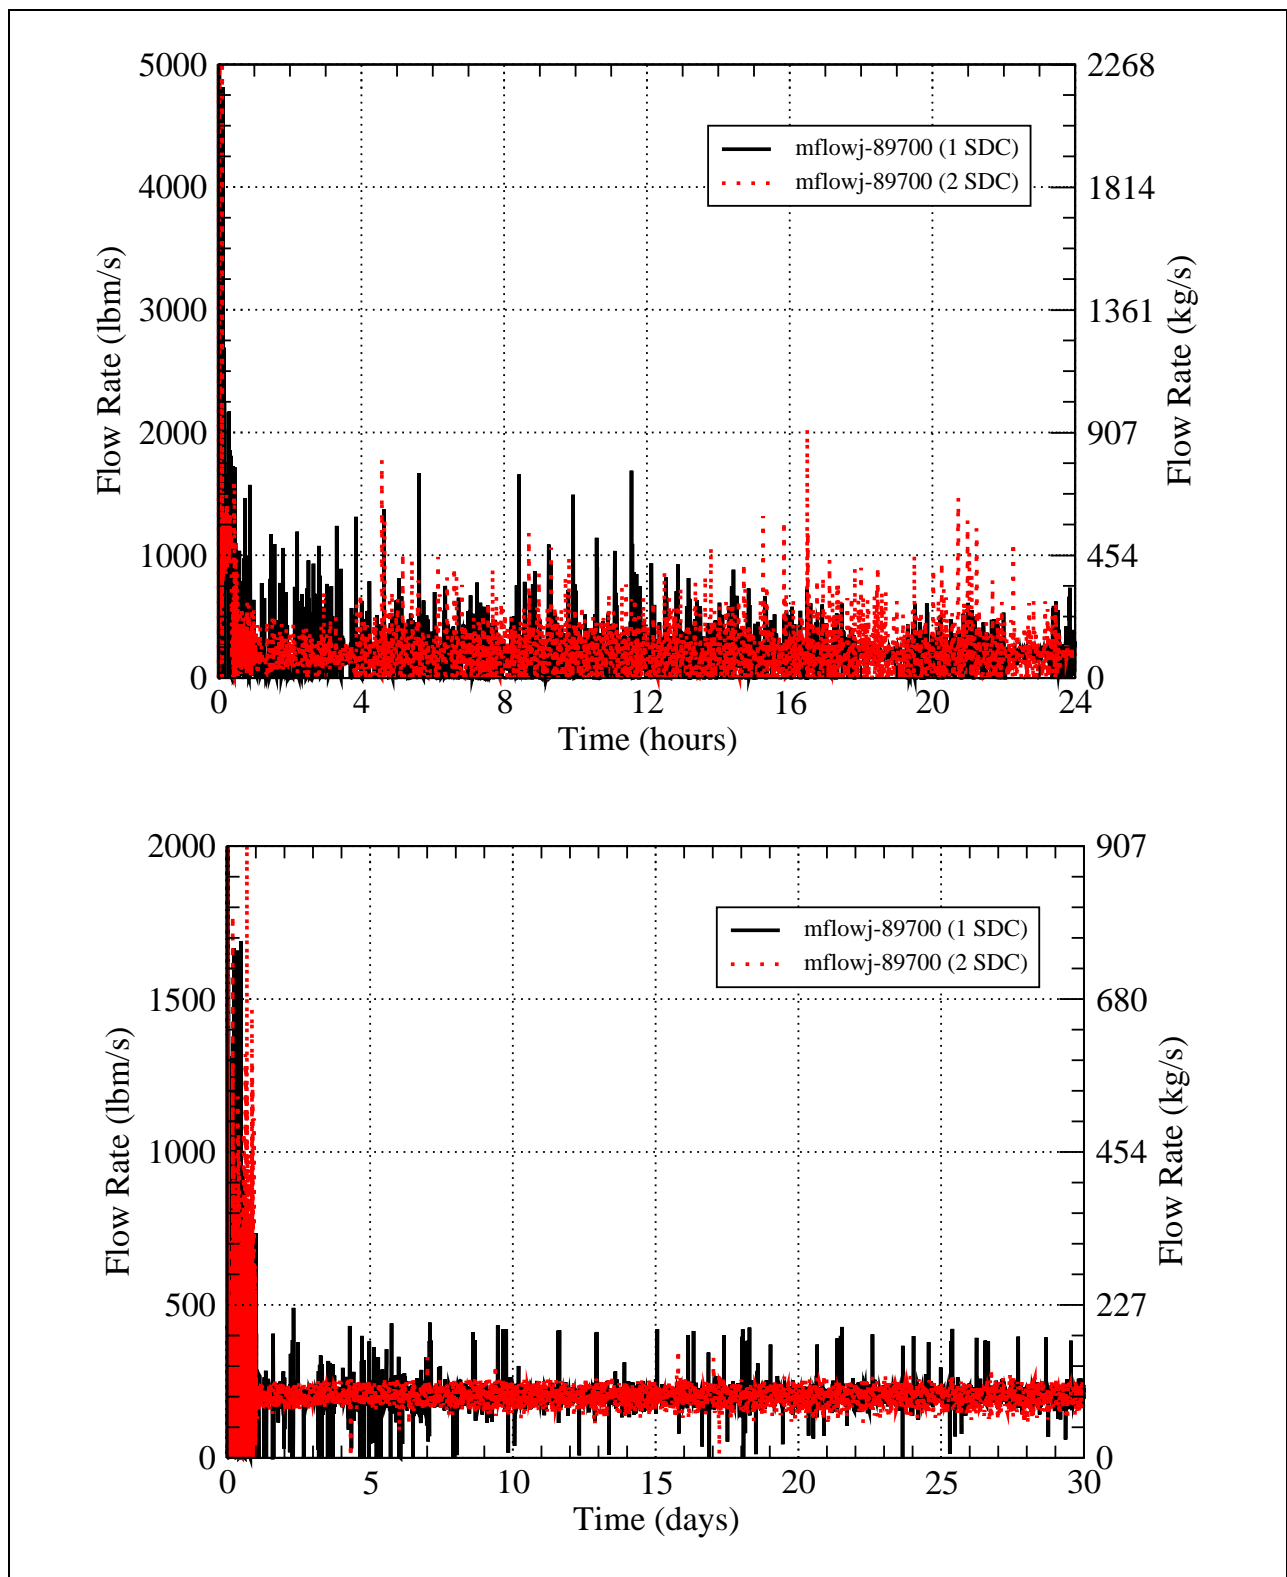 5000
2268
mflowj-89700 (1 SDC)
mflowj-89700 (2 SDC)
4000
1814
3000
1361
Flow Rate (lbm/s)
Flow Rate (kg/s)
2000
907
1000
454
0
0
0 4 8 12 16 20 24
Time (hours)
2000
907
mflowj-89700 (1 SDC)
mflowj-89700 (2 SDC)
1500
680
Flow Rate (lbm/s)
Flow Rate (kg/s)
1000
454
500
227
0
0
0 5 10 15 20 25 30
Time (days)